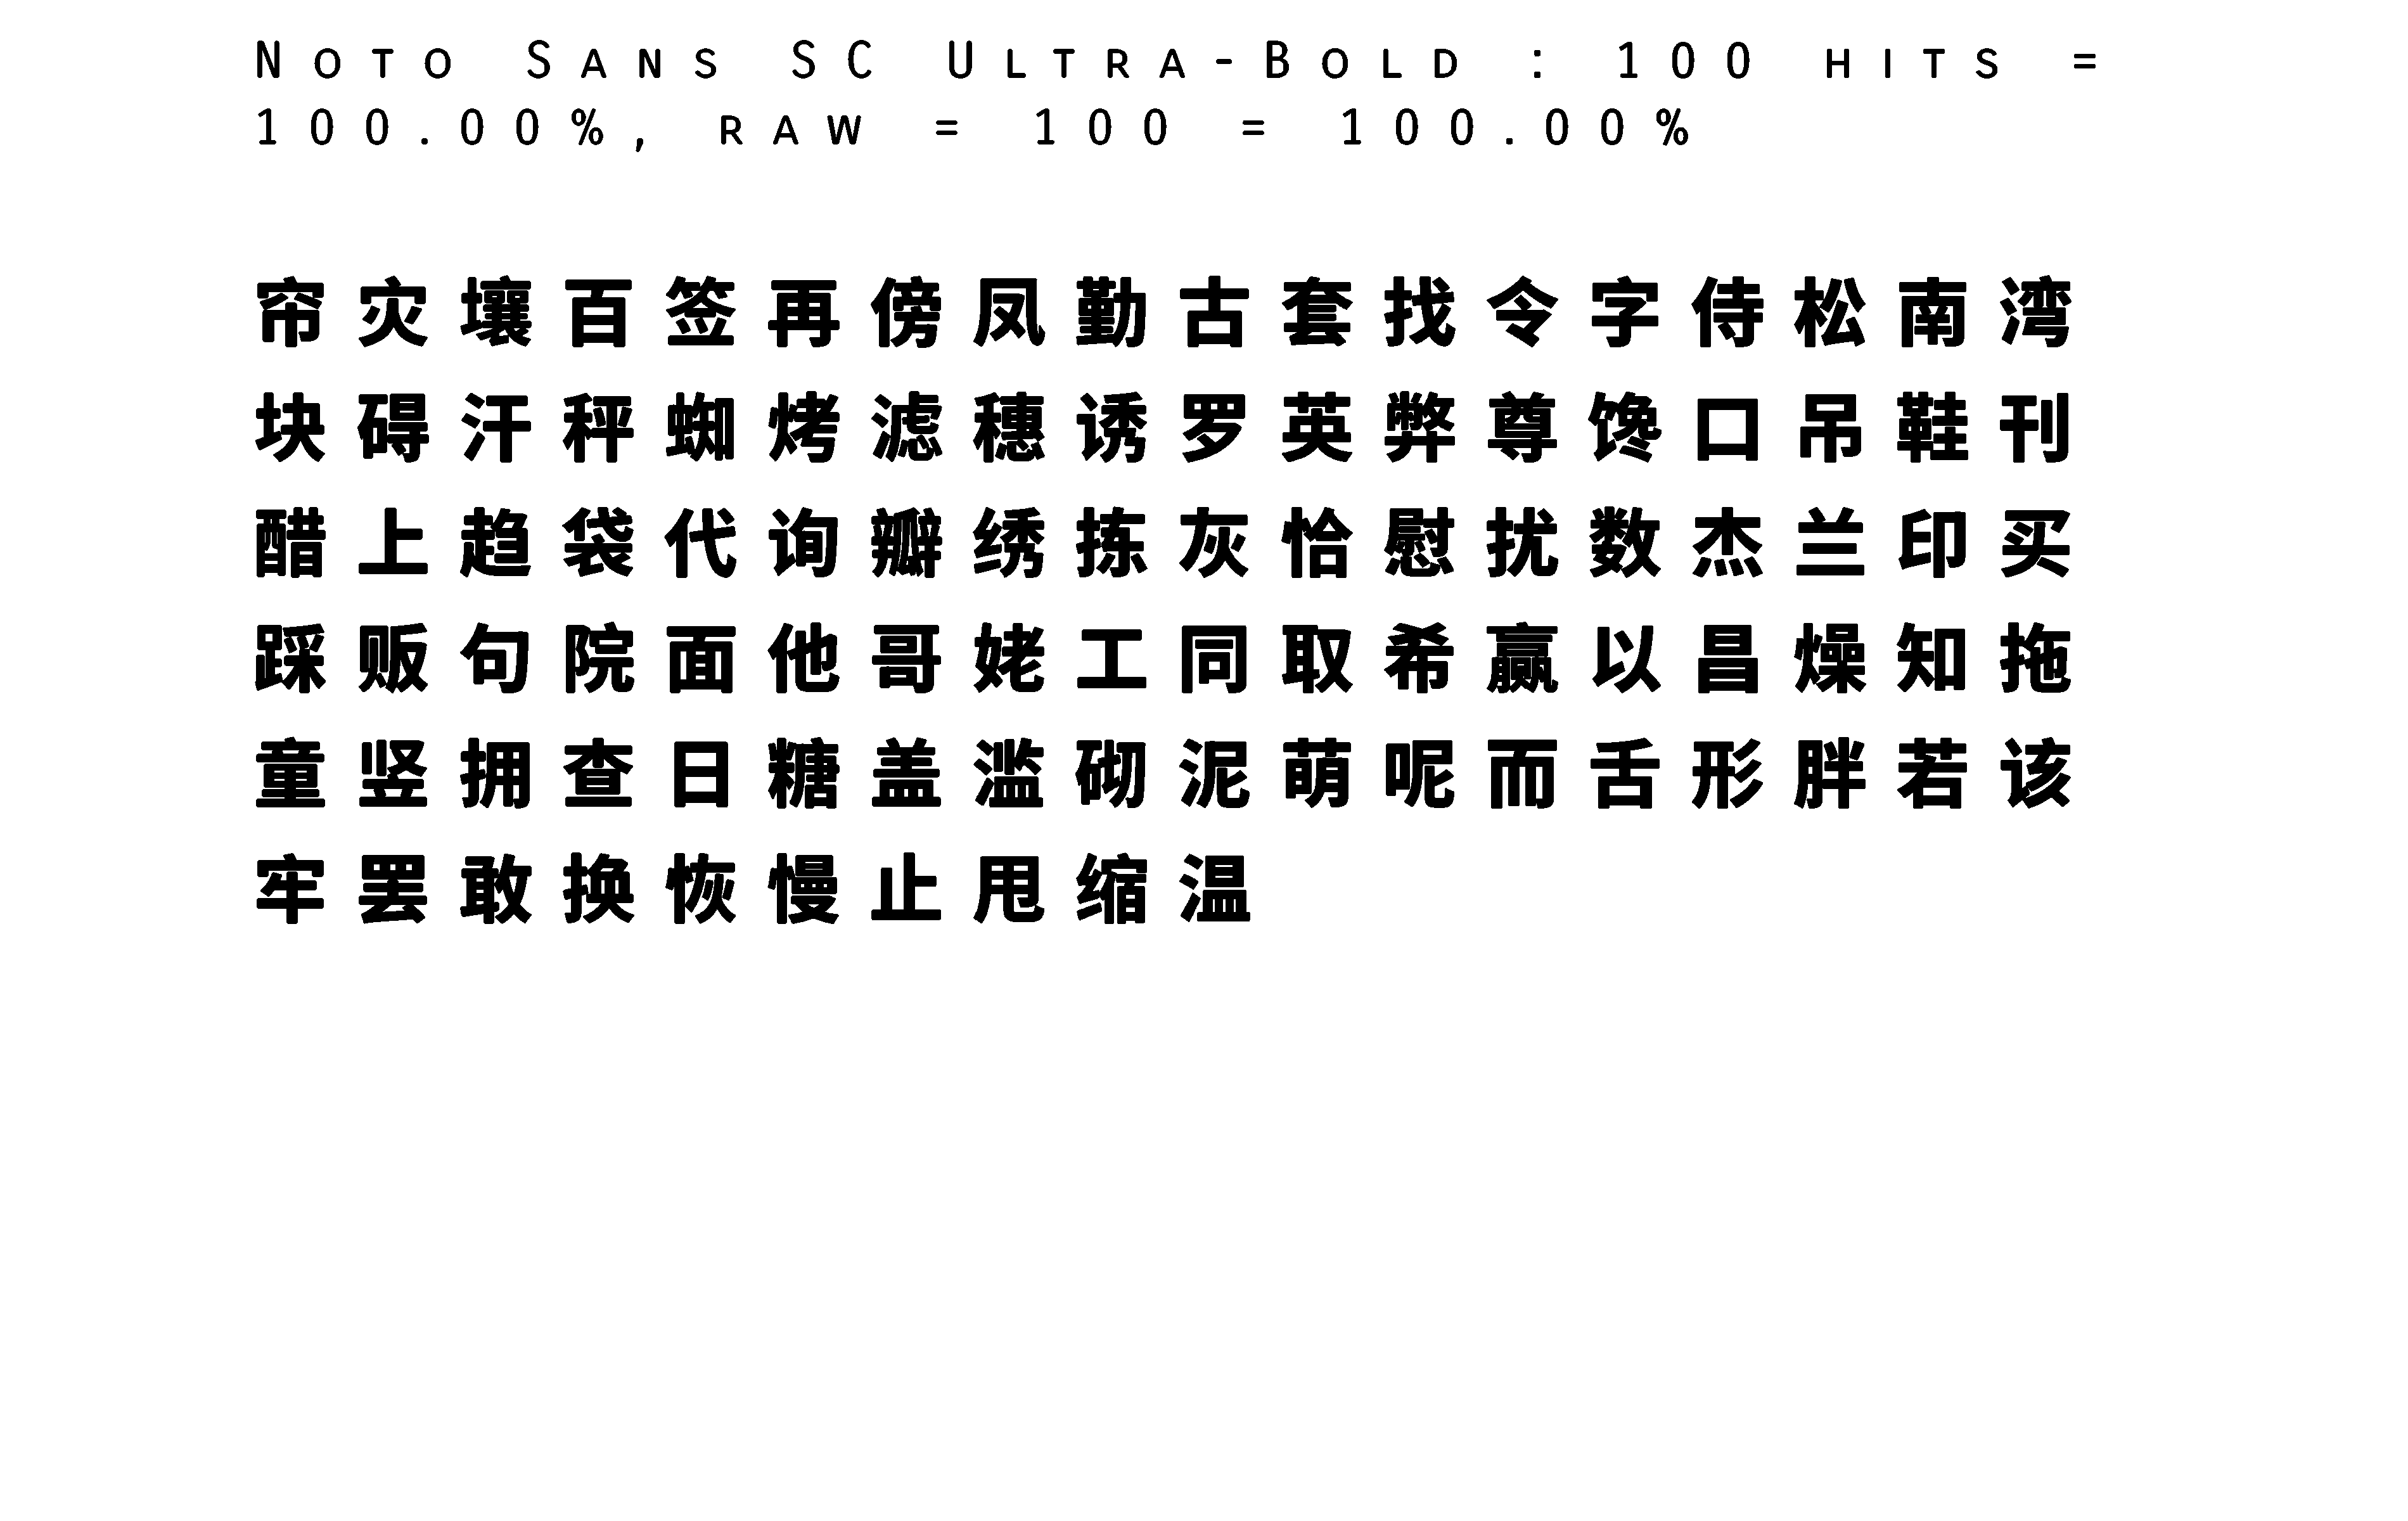 Noto Sans SC Ultra-Bold : 100 hits =
100.00%, raw = 100 = 100.00%
帘灾壤百签再傍凤勤古套找令字侍松南湾
块碍汗秤蜘烤滤穗诱罗英弊尊馋口吊鞋刊
醋上趋袋代询瓣绣拣灰恰慰扰数杰兰印买
踩贩句院面他哥姥工同取希赢以昌燥知拖
童竖拥查日糖盖滥砌泥萌呢而舌形胖若该
牢罢敢换恢慢止甩缩温